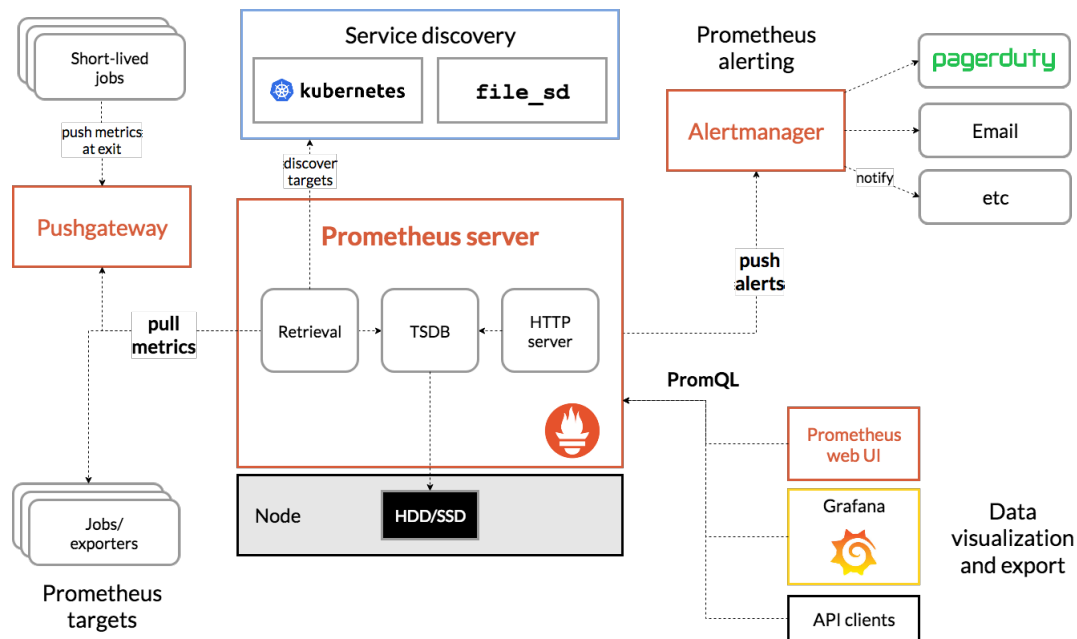 Short-lived
jobs
push metrics
at exit
Pushgateway
Service discovery
kubernetes
file_sd
discover
targets
Prometheus
alerting
Alertmanager
pagerduty
Email
notify
etc
Prometheus server
Retrieval
TSDB
HTTP
server
pull
metrics
push
alerts
PromQL
Node
HDD/SSD
Jobs/
exporters
Prometheus
targets
Prometheus
web UI
Grafana
API clients
Data
visualization
and export